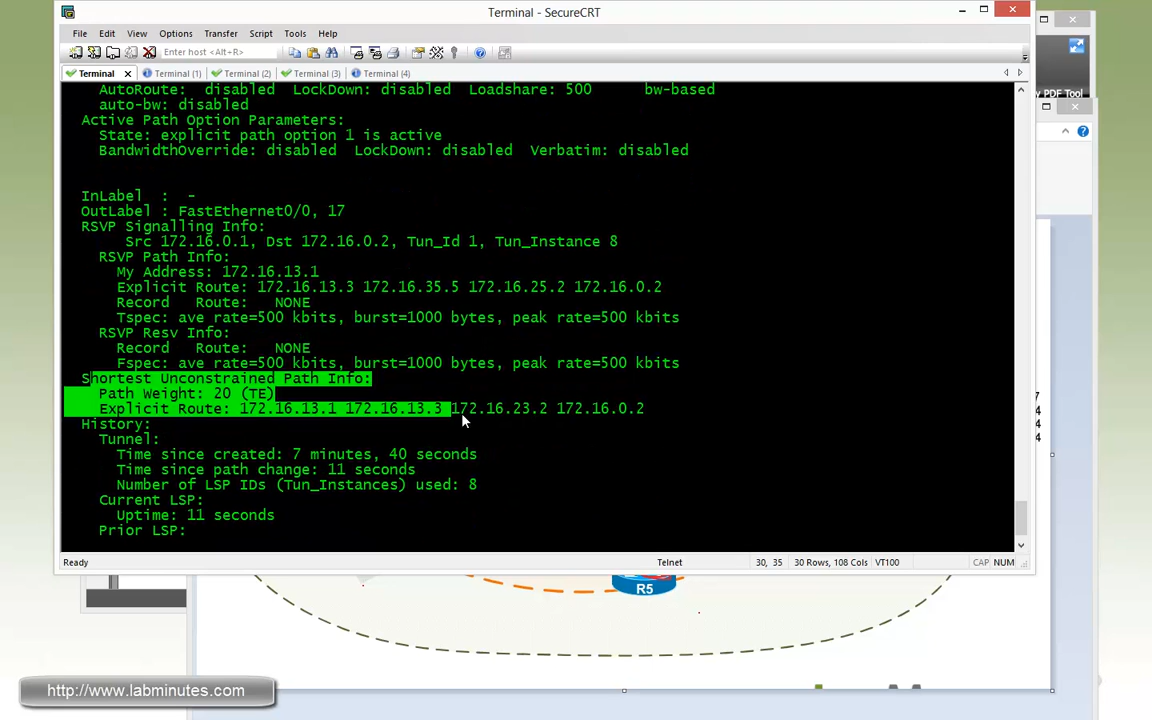 Terminal - SecureCRT
File Edit View Options Transfer Script Tools Help
Enter host <Alt+R>
Terminal Terminal (1) Terminal (2) Terminal (3) Terminal (4)
y PDF Tool
AutoRoute: disabled LockDown: disabled Loadshare: 500 bw-based
auto-bw: disabled
Active Path Option Parameters:
State: explicit path option 1 is active
BandwidthOverride: disabled LockDown: disabled Verbatim: disabled
InLabel : -
OutLabel : FastEthernet0/0, 17
RSVP Signalling Info:
Src 172.16.0.1, Dst 172.16.0.2, Tun_Id 1, Tun_Instance 8
RSVP Path Info:
My Address: 172.16.13.1
Explicit Route: 172.16.13.3 172.16.35.5 172.16.25.2 172.16.0.2
Record Route: NONE
Tspec: ave rate=500 kbits, burst=1000 bytes, peak rate=500 kbits
RSVP Resv Info:
Record Route: NONE
Fspec: ave rate=500 kbits, burst=1000 bytes, peak rate=500 kbits
Shortest Unconstrained Path Info:
Path Weight: 20 (TE)
Explicit Route: 172.16.13.1 172.16.13.3 172.16.23.2 172.16.0.2
History:
Tunnel:
Time since created: 7 minutes, 40 seconds
Time since path change: 11 seconds
Number of LSP IDs (Tun_Instances) used: 8
Current LSP:
Uptime: 11 seconds
Prior LSP:
Ready Telnet 30, 35 30 Rows, 108 Cols VT100 CAP NUM
R5
http://www.labminutes.com